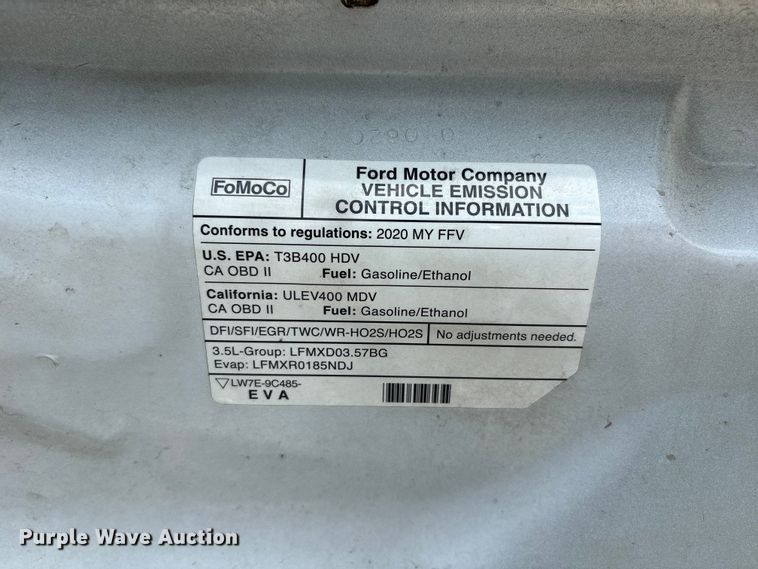 FoMoCo
Ford Motor Company
VEHICLE EMISSION
CONTROL INFORMATION
Conforms to regulations: 2020 MY FFV
U.S. EPA: T3B400 HDV
CA OBD II Fuel: Gasoline/Ethanol
California: ULEV400 MDV
CA OBD II Fuel: Gasoline/Ethanol
DFI/SFI/EGR/TWC/WR-HO2S/HO2S No adjustments needed.
3.5L-Group: LFMXD03.57BG
Evap: LFMXR0185NDJ
LW7E-9C485-
EVA
Purple Wave Auction